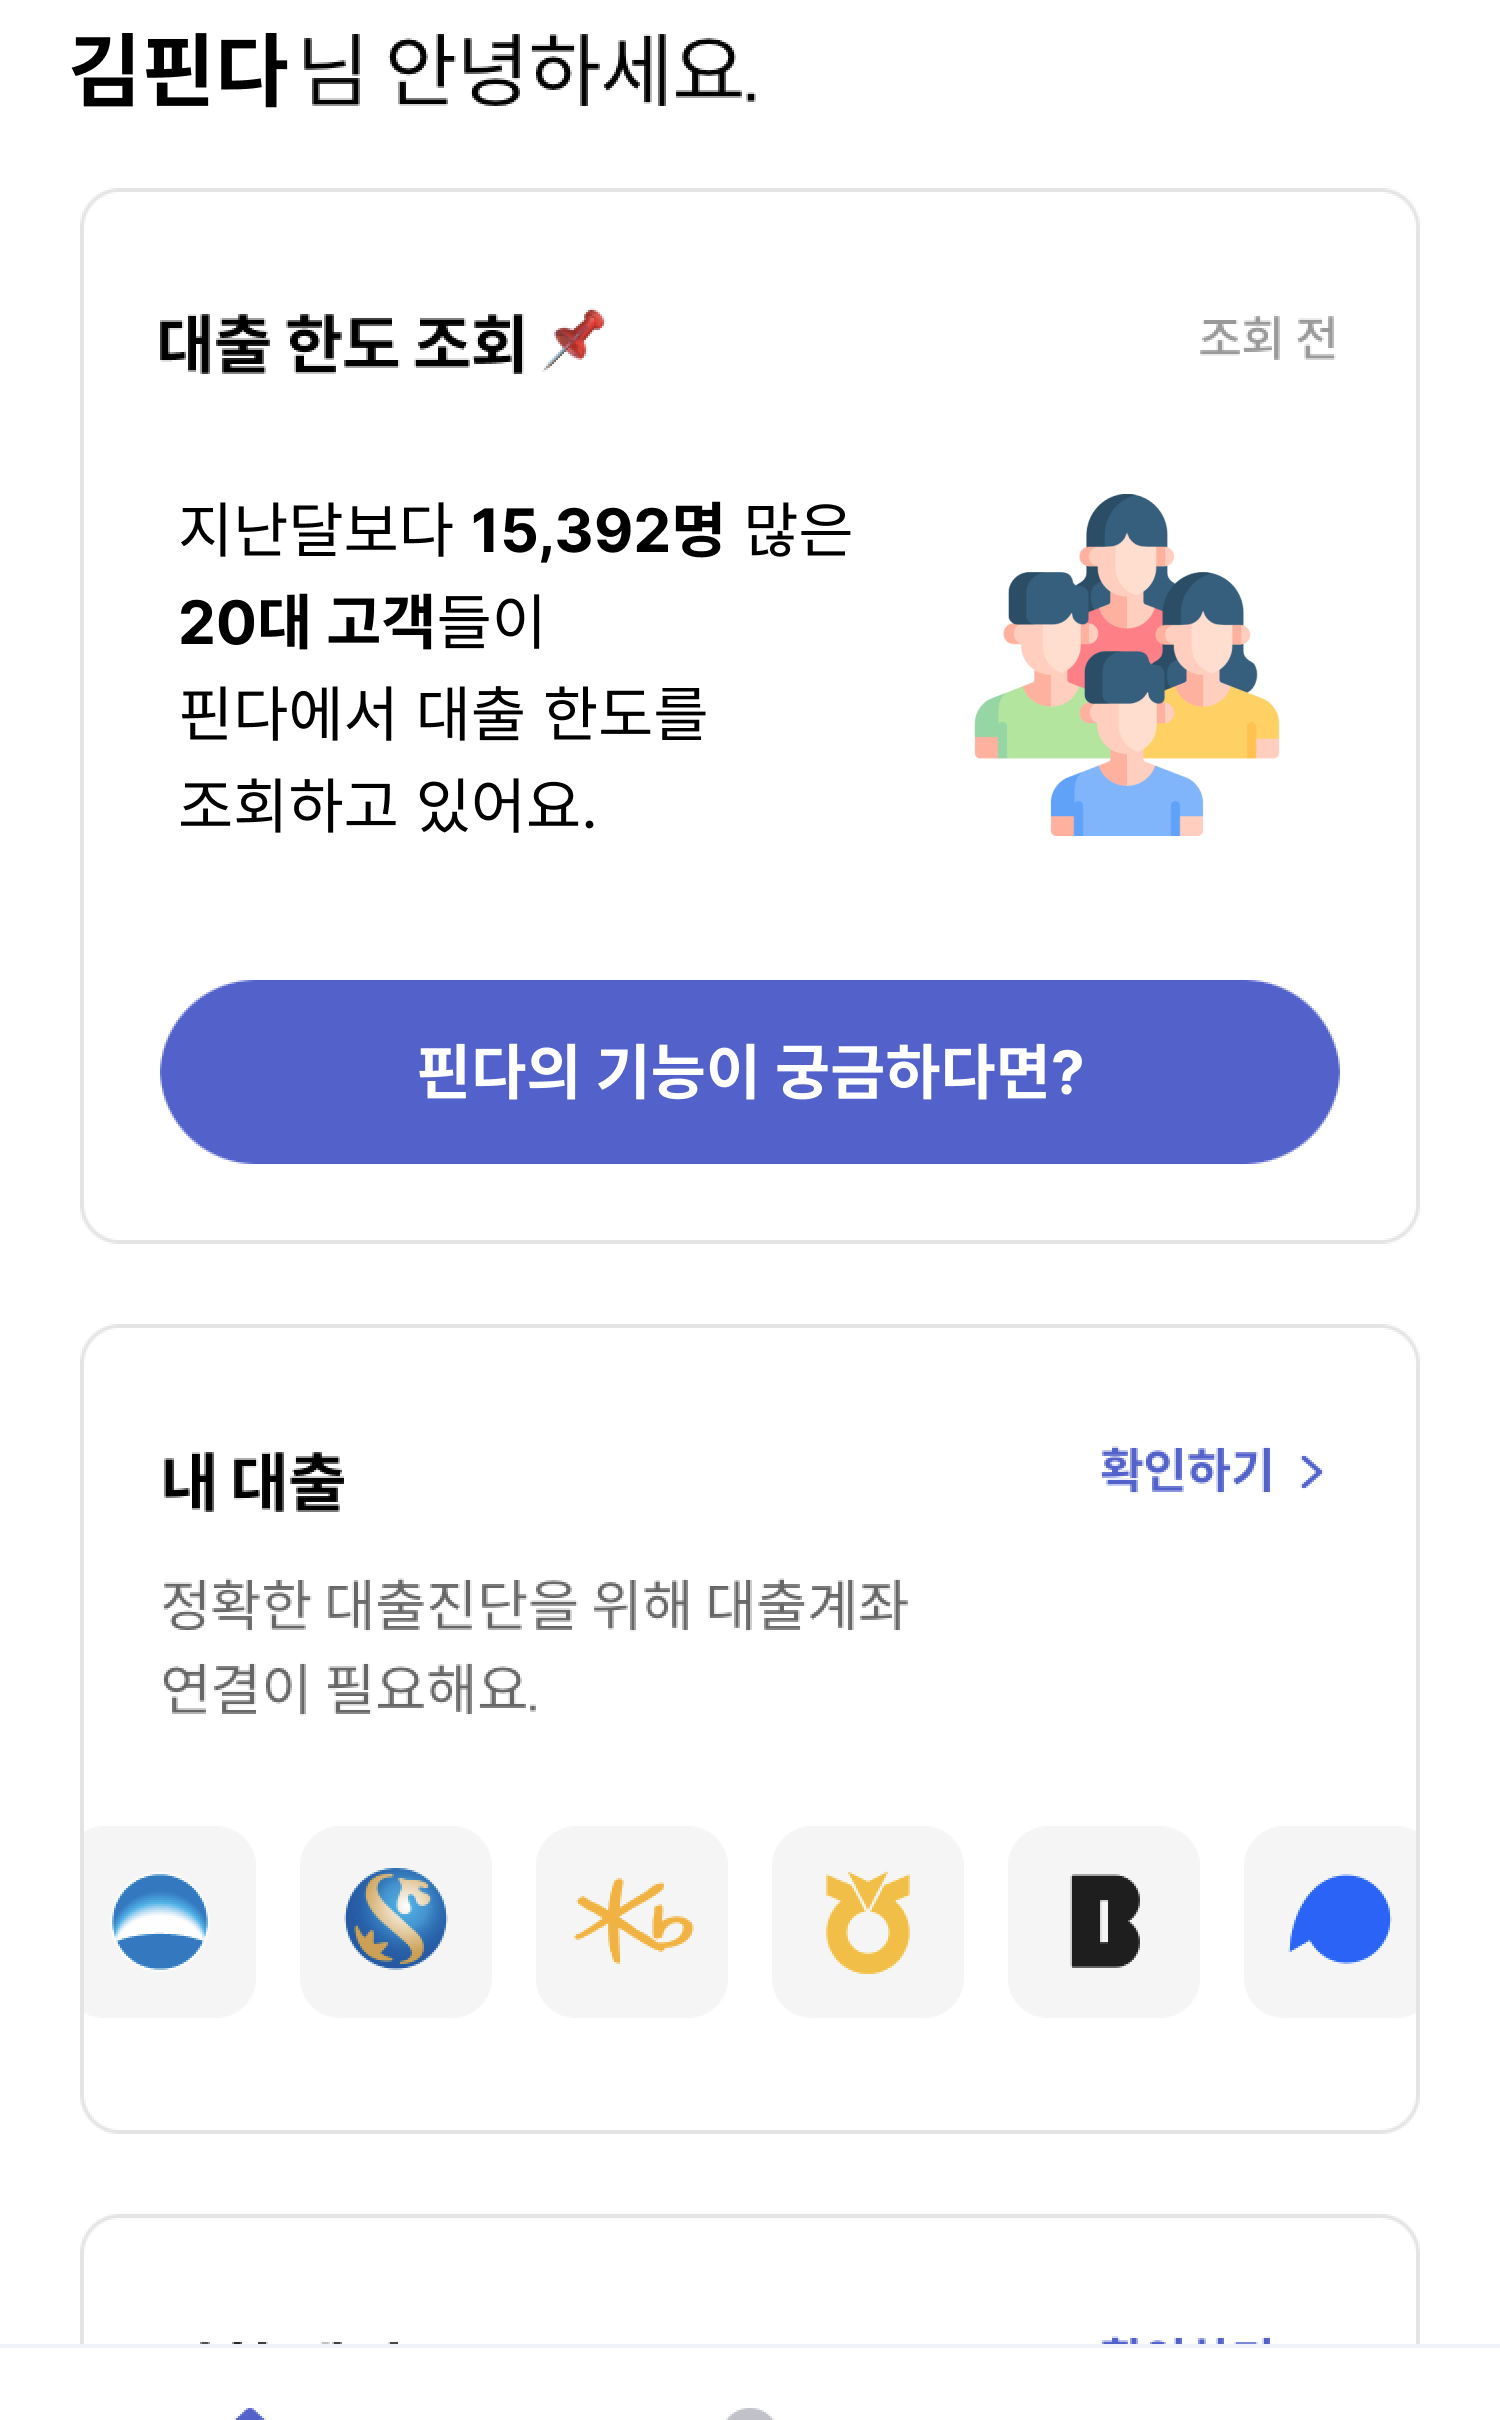 김핀다님 안녕하세요.
대출 한도 조회 📌
조회 전
지난달보다 15,392명 많은
20대 고객들이
핀다에서 대출 한도를
조회하고 있어요.
핀다의 기능이 궁금하다면?
내 대출
확인하기 >
정확한 대출진단을 위해 대출계좌
연결이 필요해요.